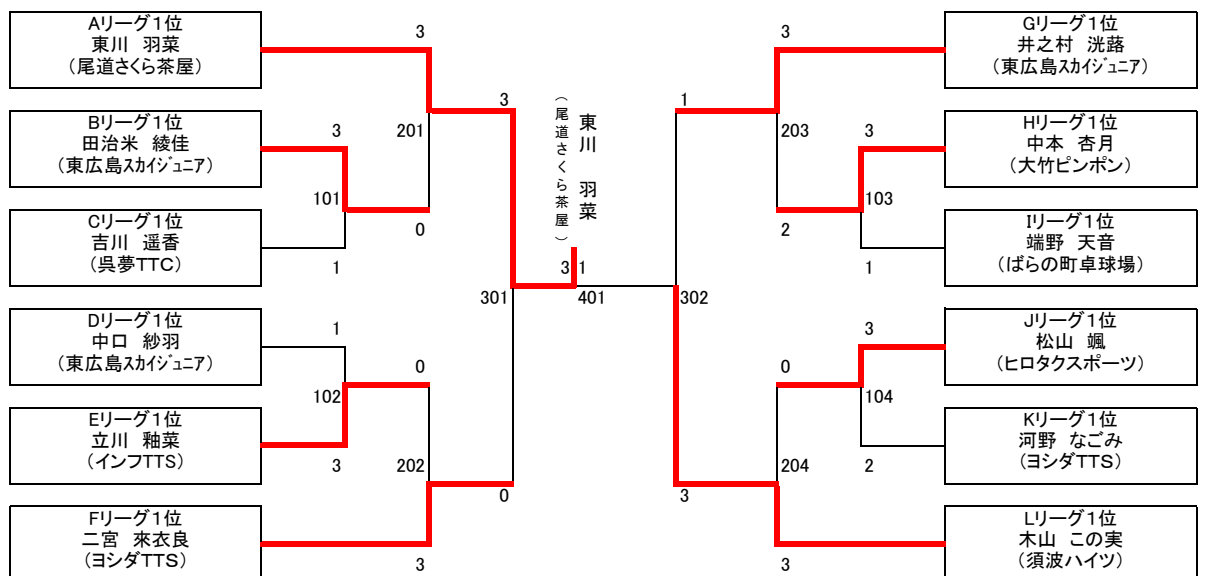 Aリーグ1位
東川　羽菜
（尾道さくら茶屋）
Bリーグ1位
田治米　綾佳
（東広島スカイジュニア）
Cリーグ1位
吉川　遥香
（呉夢TTC）
Dリーグ1位
中口　紗羽
（東広島スカイジュニア）
Eリーグ1位
立川　釉菜
（インフTTS）
Fリーグ1位
二宮　來衣良
（ヨシダTTS）
3
3
101
1
201
0
1
102
3
0
202
3
3
301
0
東川　羽菜
（尾道さくら茶屋）
3
1
401
1
302
3
3
203
2
3
103
1
0
204
3
3
104
2
Gリーグ1位
井之村　洸蕗
（東広島スカイジュニア）
Hリーグ1位
中本　杏月
（大竹ピンポン）
Iリーグ1位
端野　天音
（ばらの町卓球場）
Jリーグ1位
松山　颯
（ヒロタクスポーツ）
Kリーグ1位
河野　なごみ
（ヨシダTTS）
Lリーグ1位
木山　この実
（須波ハイツ）